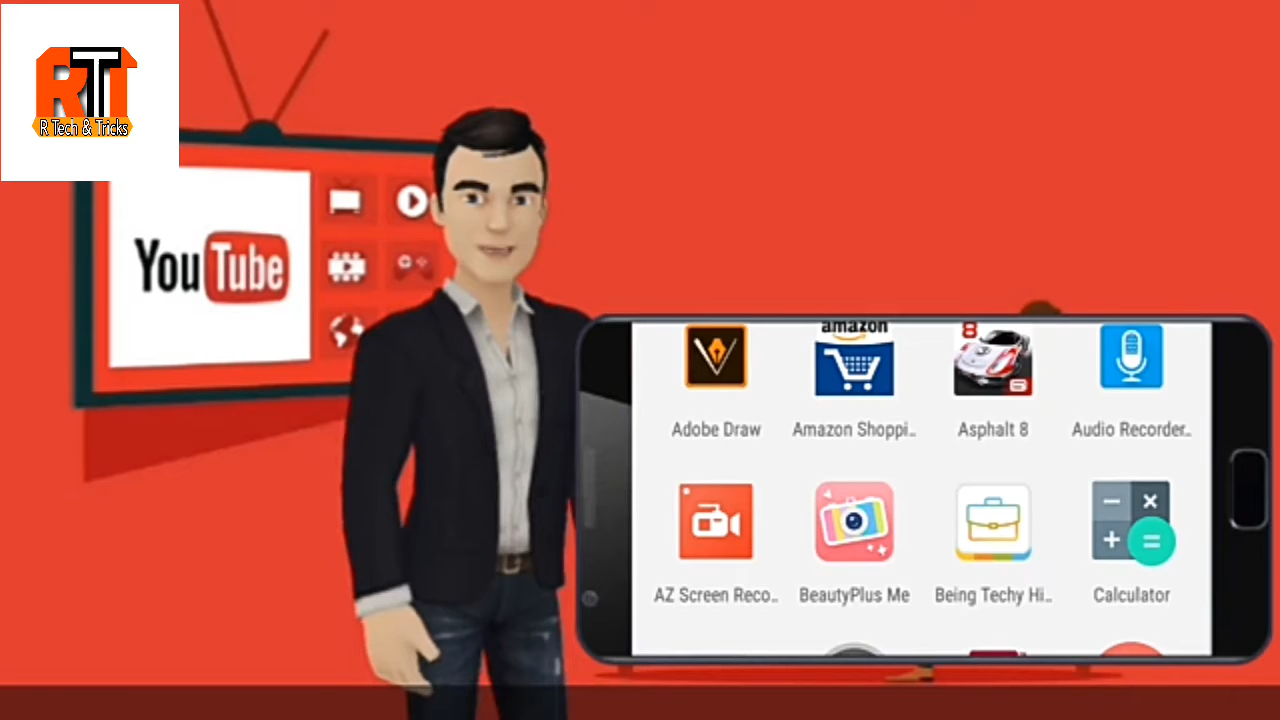 RTT
R Tech & Tricks
YouTube
amazon
8
Adobe Draw
Amazon Shoppi..
Asphalt 8
Audio Recorder..
AZ Screen Reco..
BeautyPlus Me
Being Techy Hi..
Calculator